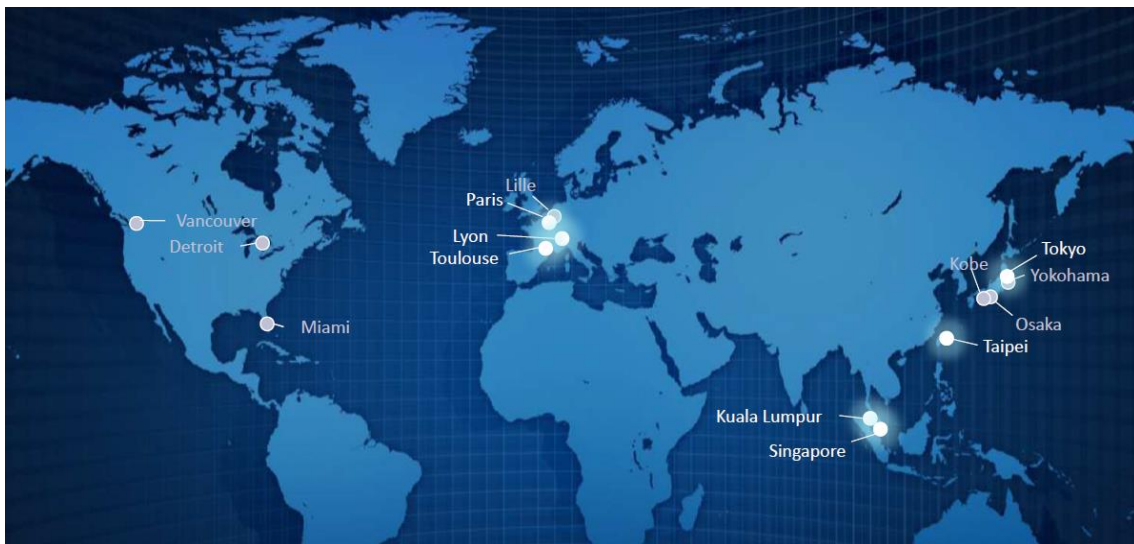 Lille
Paris
Vancouver
Lyon
Detroit
Toulouse
Tokyo
Kobe
Yokohama
Osaka
Miami
Taipei
Kuala Lumpur
Singapore